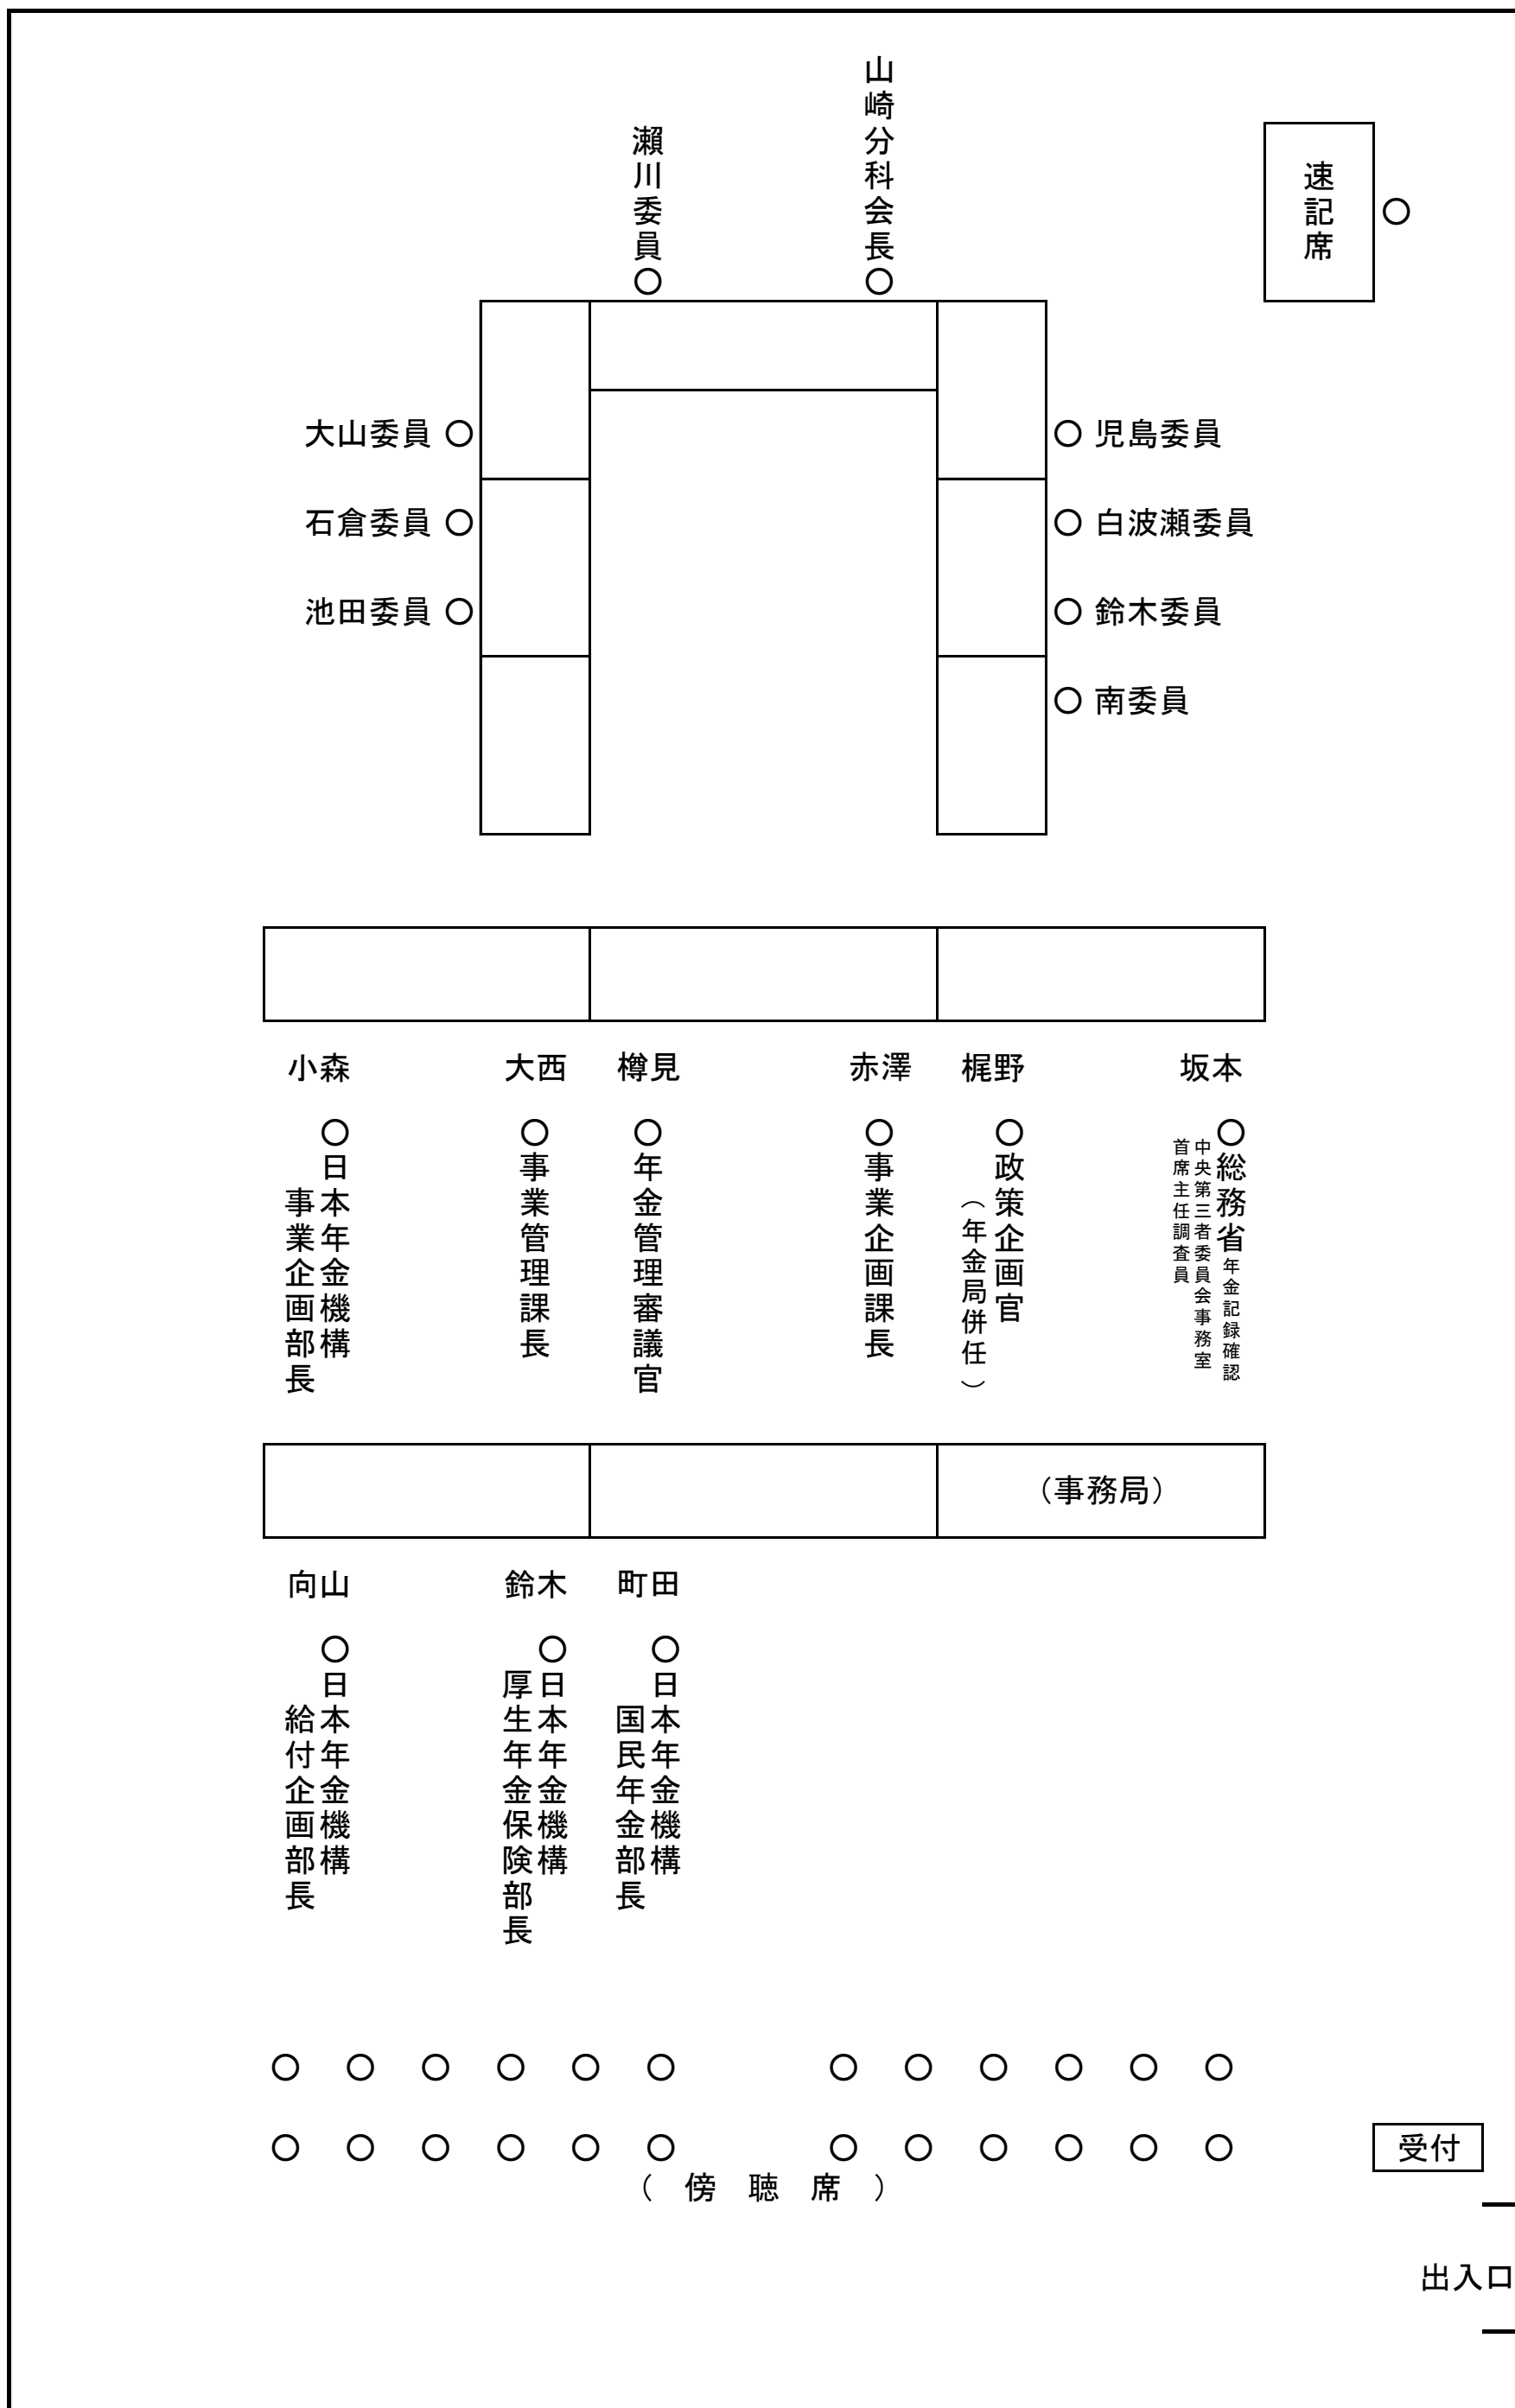 山崎分科会長○
瀬川委員○
速記席
○
大山委員 ○
○ 児島委員
石倉委員 ○
○ 白波瀬委員
池田委員 ○
○ 鈴木委員
○ 南委員
小森
○日本年金機構
事業企画部長
大西
○事業管理課長
樽見
○年金管理審議官
赤澤
○事業企画課長
梶野
○政策企画官
（年金局併任）
坂本
○総務省年金記録確認
中央第三者委員会事務室
首席主任調査員
（事務局）
向山
○日本年金機構
給付企画部長
鈴木
○日本年金機構
厚生年金保険部長
町田
○日本年金機構
国民年金部長
○ ○ ○ ○ ○ ○ ○ ○ ○ ○ ○ ○
○ ○ ○ ○ ○ ○ ○ ○ ○ ○ ○ ○
（ 傍 聴 席 ）
受付
出入口